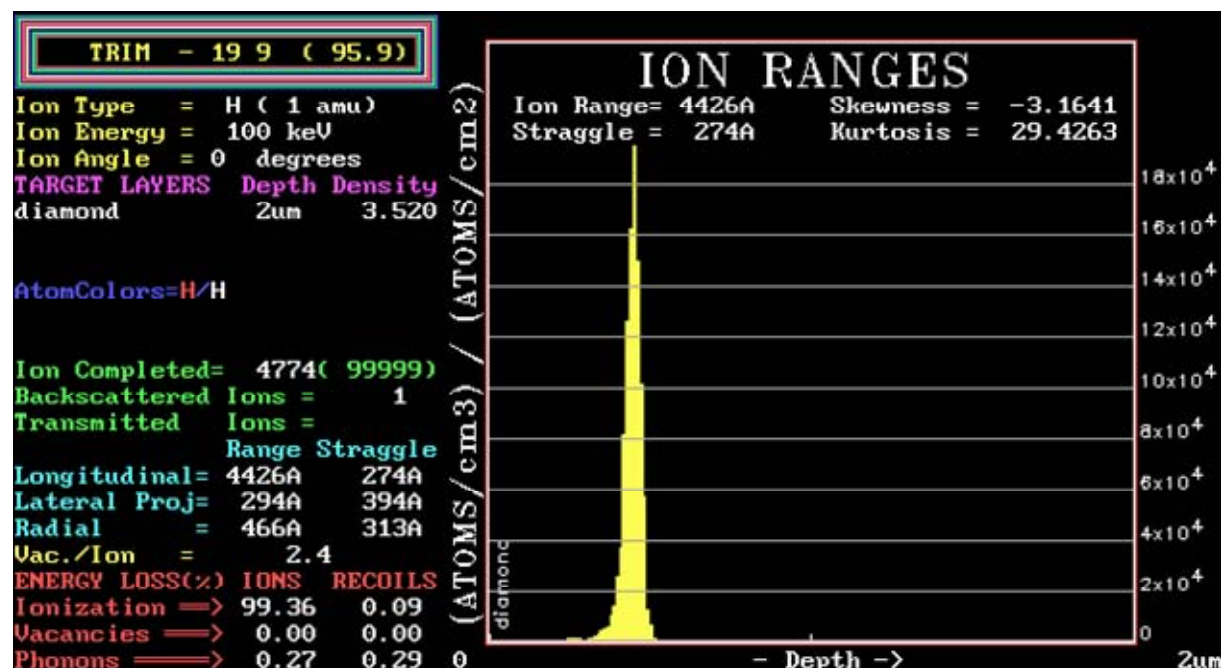 TRIM - 19 9 ( 95.9)
Ion Type = H ( 1 amu)
Ion Energy = 100 keV
Ion Angle = 0 degrees
TARGET LAYERS Depth Density
diamond 2um 3.520
AtomColors=H/H
Ion Completed= 4774( 99999)
Backscattered Ions = 1
Transmitted Ions =
Range Straggle
Longitudinal= 4426A 274A
Lateral Proj= 294A 394A
Radial = 466A 313A
Vac./Ion = 2.4
ENERGY LOSS(%) IONS RECOILS
Ionization ==> 99.36 0.09
Vacancies ==> 0.00 0.00
Phonons ===> 0.27 0.29
(ATOMS/cm3) / (ATOMS/cm2)
ION RANGES
Ion Range= 4426A Skewness = -3.1641
Straggle = 274A Kurtosis = 29.4263
18x10⁴
16x10⁴
14x10⁴
12x10⁴
10x10⁴
8x10⁴
6x10⁴
4x10⁴
2x10⁴
0
diamond
0 - Depth -> 2um